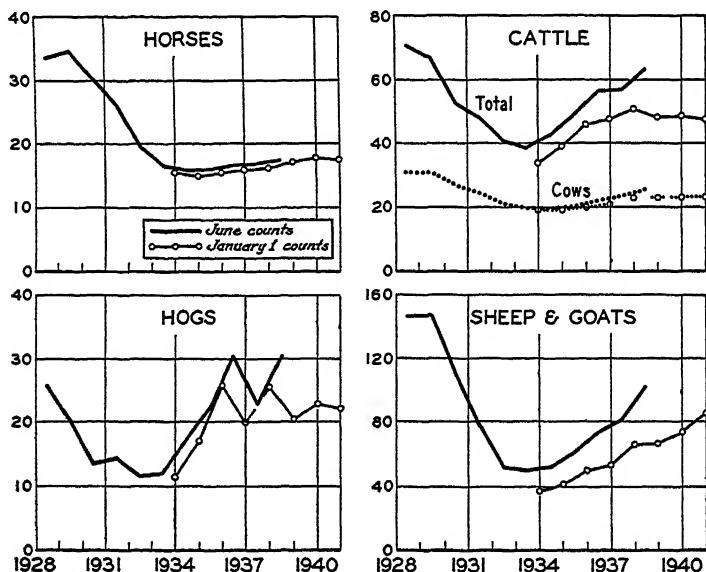 HORSES
40
30
20
10
0
June counts
January 1 counts
CATTLE
80
60
40
20
0
Total
Cows
HOGS
40
30
20
10
0
1928 1931 1934 1937 1940
SHEEP & GOATS
160
120
80
40
0
1928 1931 1934 1937 1940